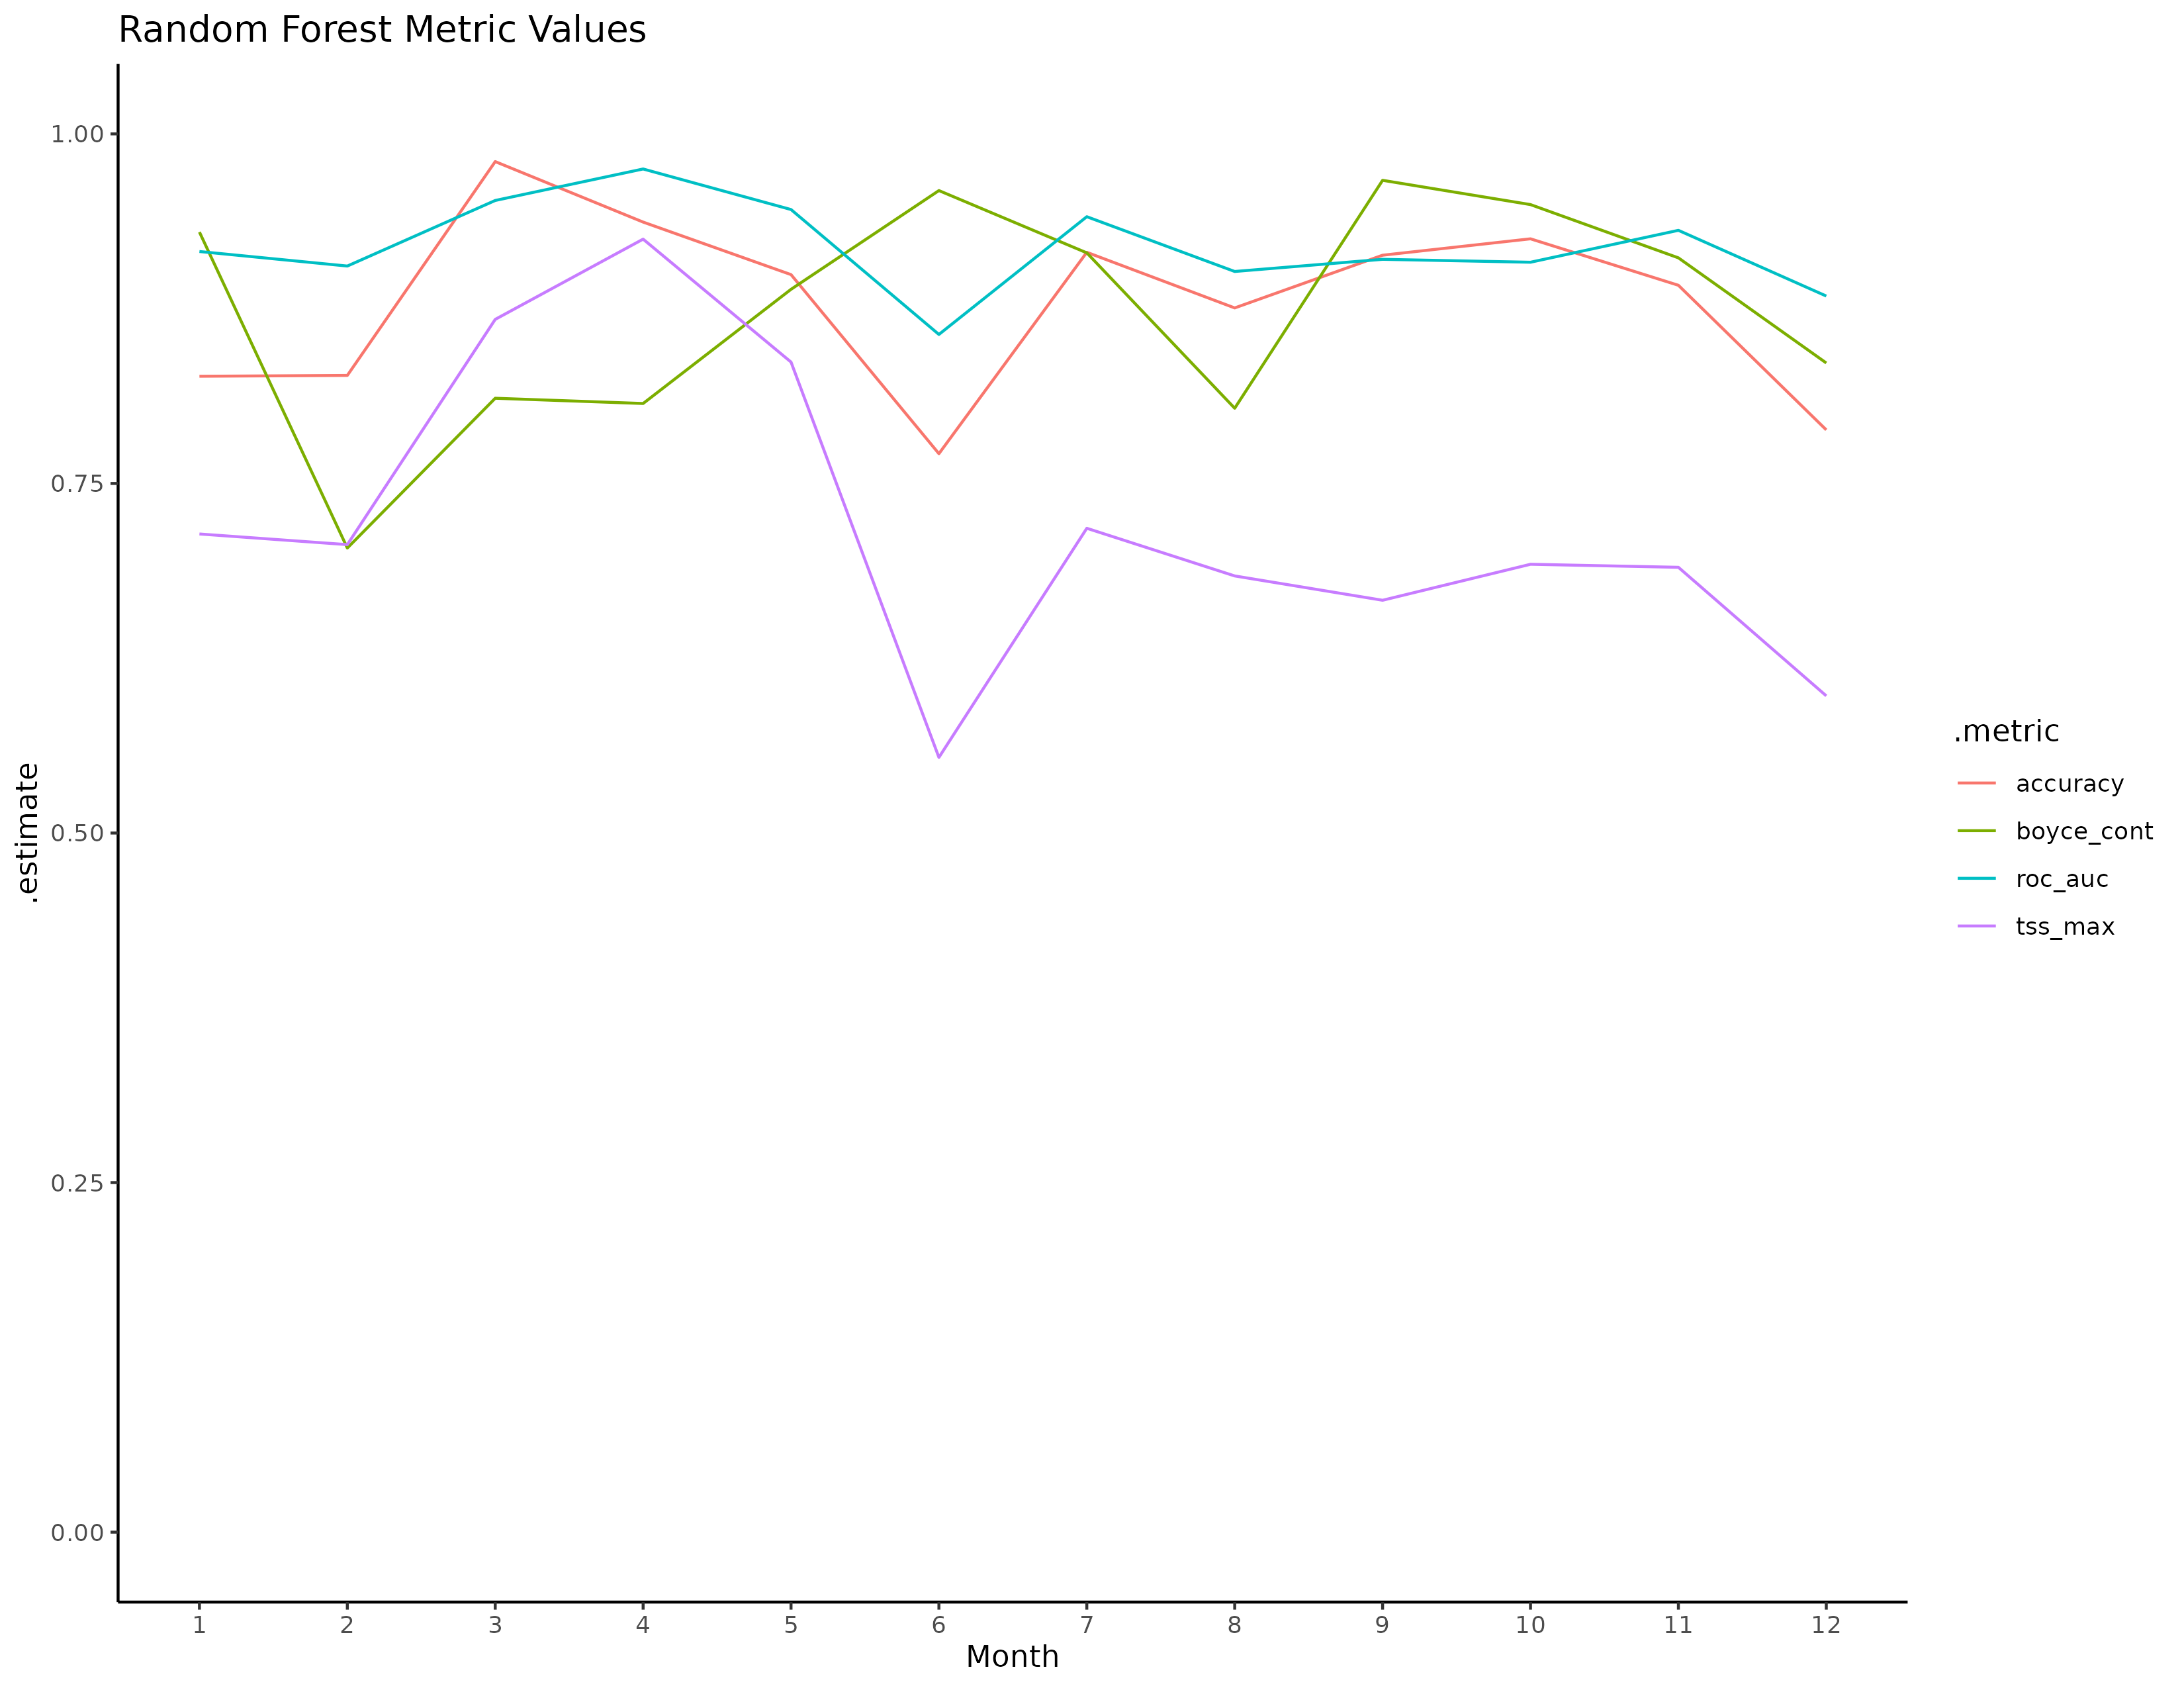 Random Forest Metric Values
1.00
0.75
0.50
0.25
0.00
.estimate
1 2 3 4 5 6 7 8 9 10 11 12
Month
.metric
accuracy
boyce_cont
roc_auc
tss_max